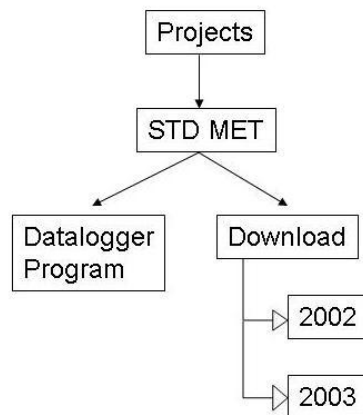 Projects
STD MET
Datalogger
Program
Download
2002
2003